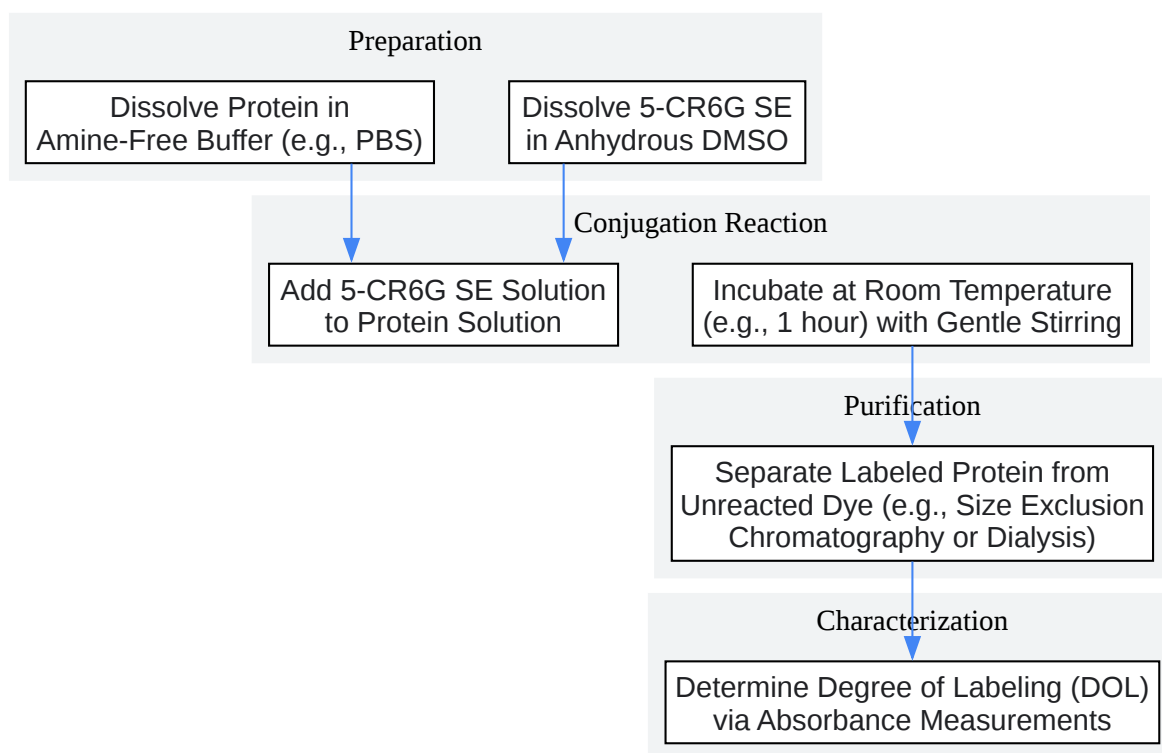 Preparation
Dissolve Protein in
Amine-Free Buffer (e.g., PBS)
Dissolve 5-CR6G SE
in Anhydrous DMSO
Conjugation Reaction
Add 5-CR6G SE Solution
to Protein Solution
Incubate at Room Temperature
(e.g., 1 hour) with Gentle Stirring
Purification
Separate Labeled Protein from
Unreacted Dye (e.g., Size Exclusion
Chromatography or Dialysis)
Characterization
Determine Degree of Labeling (DOL)
via Absorbance Measurements